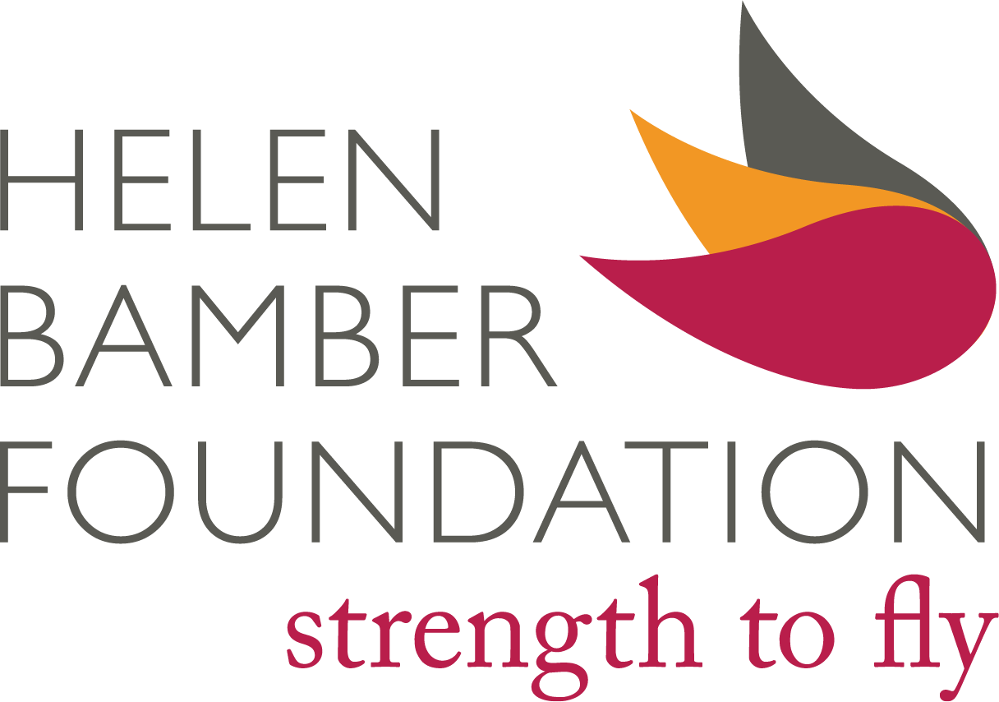 HELEN
BAMBER
FOUNDATION
strength to fly